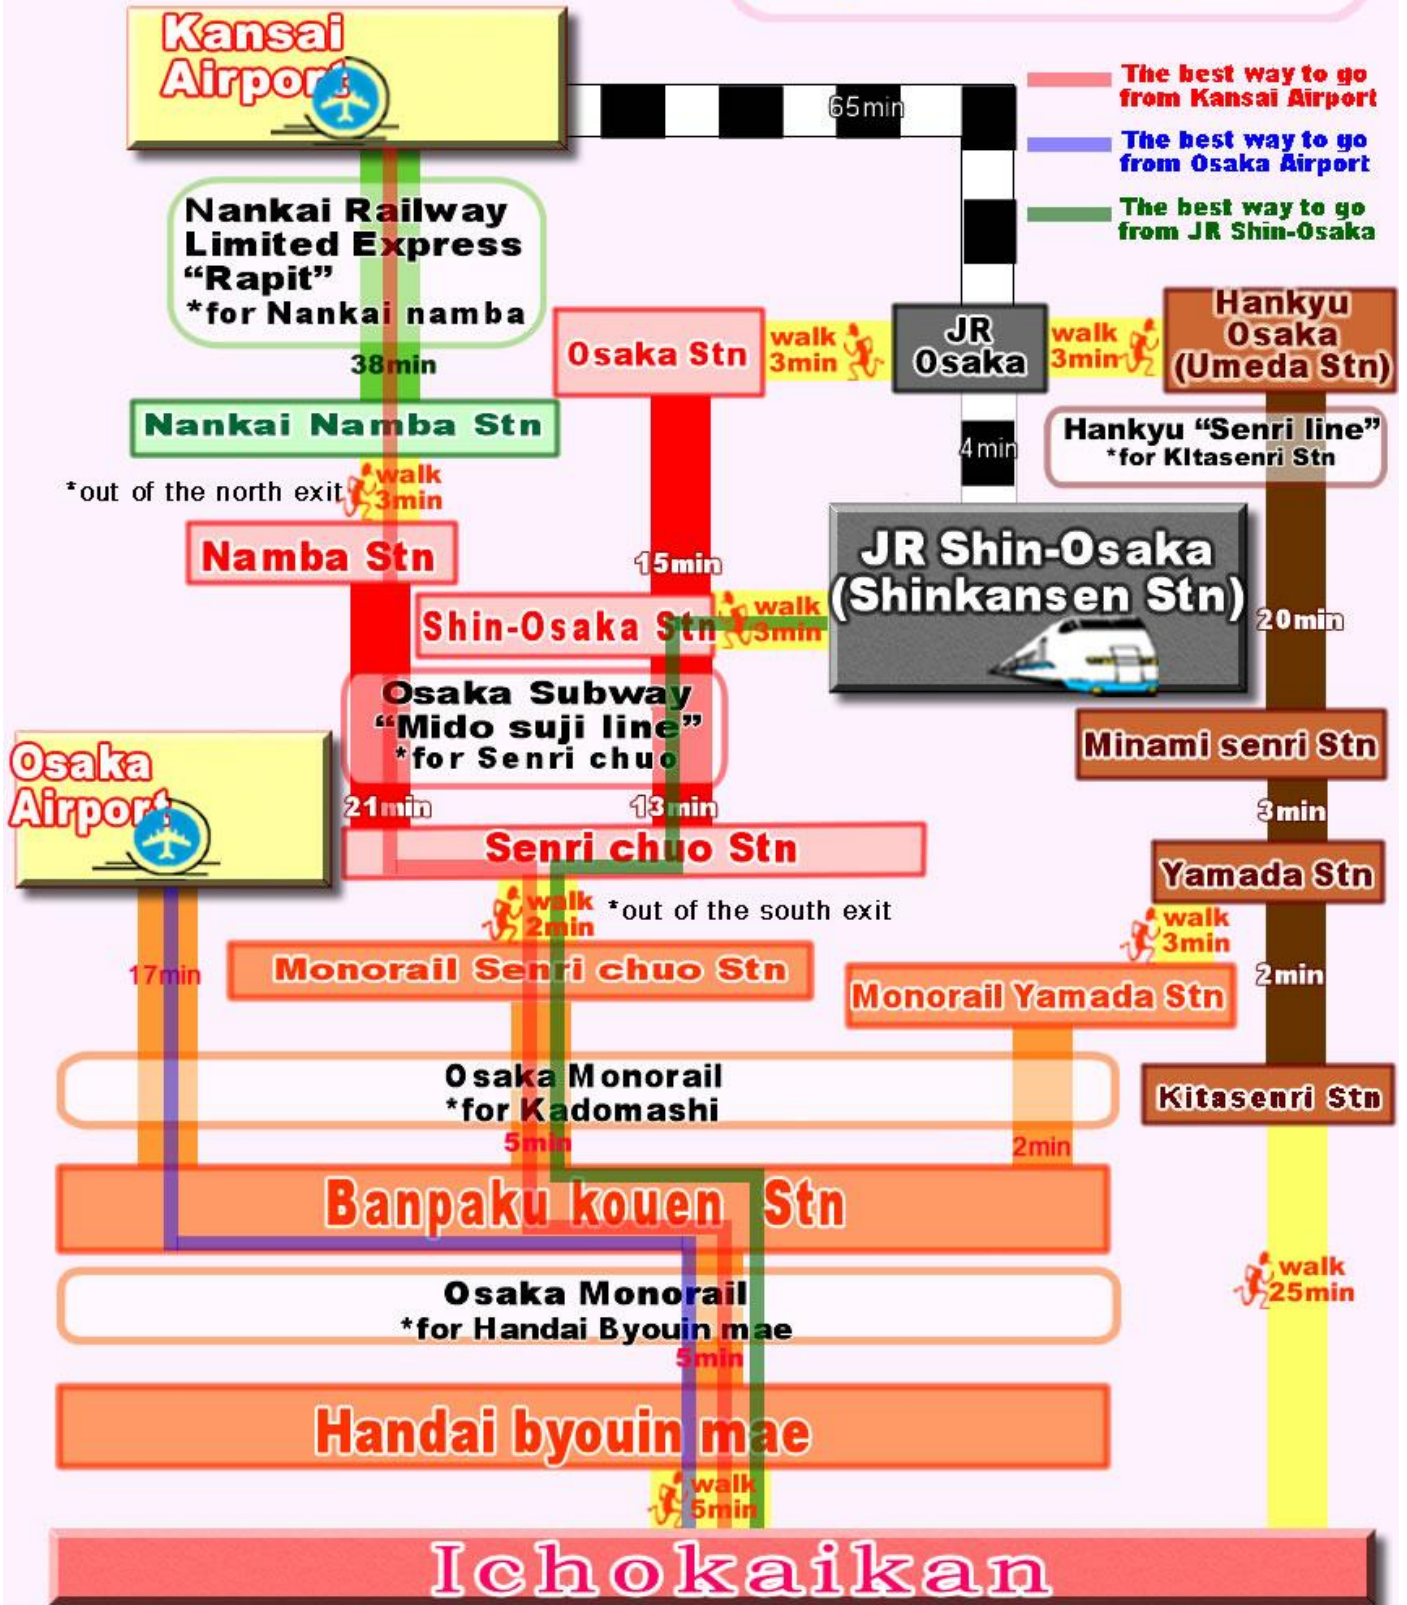 Kansai
Airport
65min
The best way to go
from Kansai Airport
The best way to go
from Osaka Airport
The best way to go
from JR Shin-Osaka
Nankai Railway
Limited Express
“Rapit”
*for Nankai namba
38min
Osaka Stn
walk
3min
JR
Osaka
walk
3min
Hankyu
Osaka
(Umeda Stn)
Nankai Namba Stn
Hankyu “Senri line”
*for KItasenri Stn
4min
*out of the north exit
walk
3min
Namba Stn
15min
JR Shin-Osaka
(Shinkansen Stn)
Shin-Osaka Stn
walk
3min
20min
Osaka Subway
“Mido suji line”
*for Senri chuo
Minami senri Stn
Osaka
Airport
21min
13min
3min
Senri chuo Stn
Yamada Stn
walk
2min
*out of the south exit
walk
3min
17min
Monorail Senri chuo Stn
2min
Monorail Yamada Stn
Osaka Monorail
*for Kadomashi
Kitasenri Stn
5min
2min
Banpaku kouen Stn
walk
25min
Osaka Monorail
*for Handai Byouin mae
5min
Handai byouin mae
walk
5min
Ichokaikan